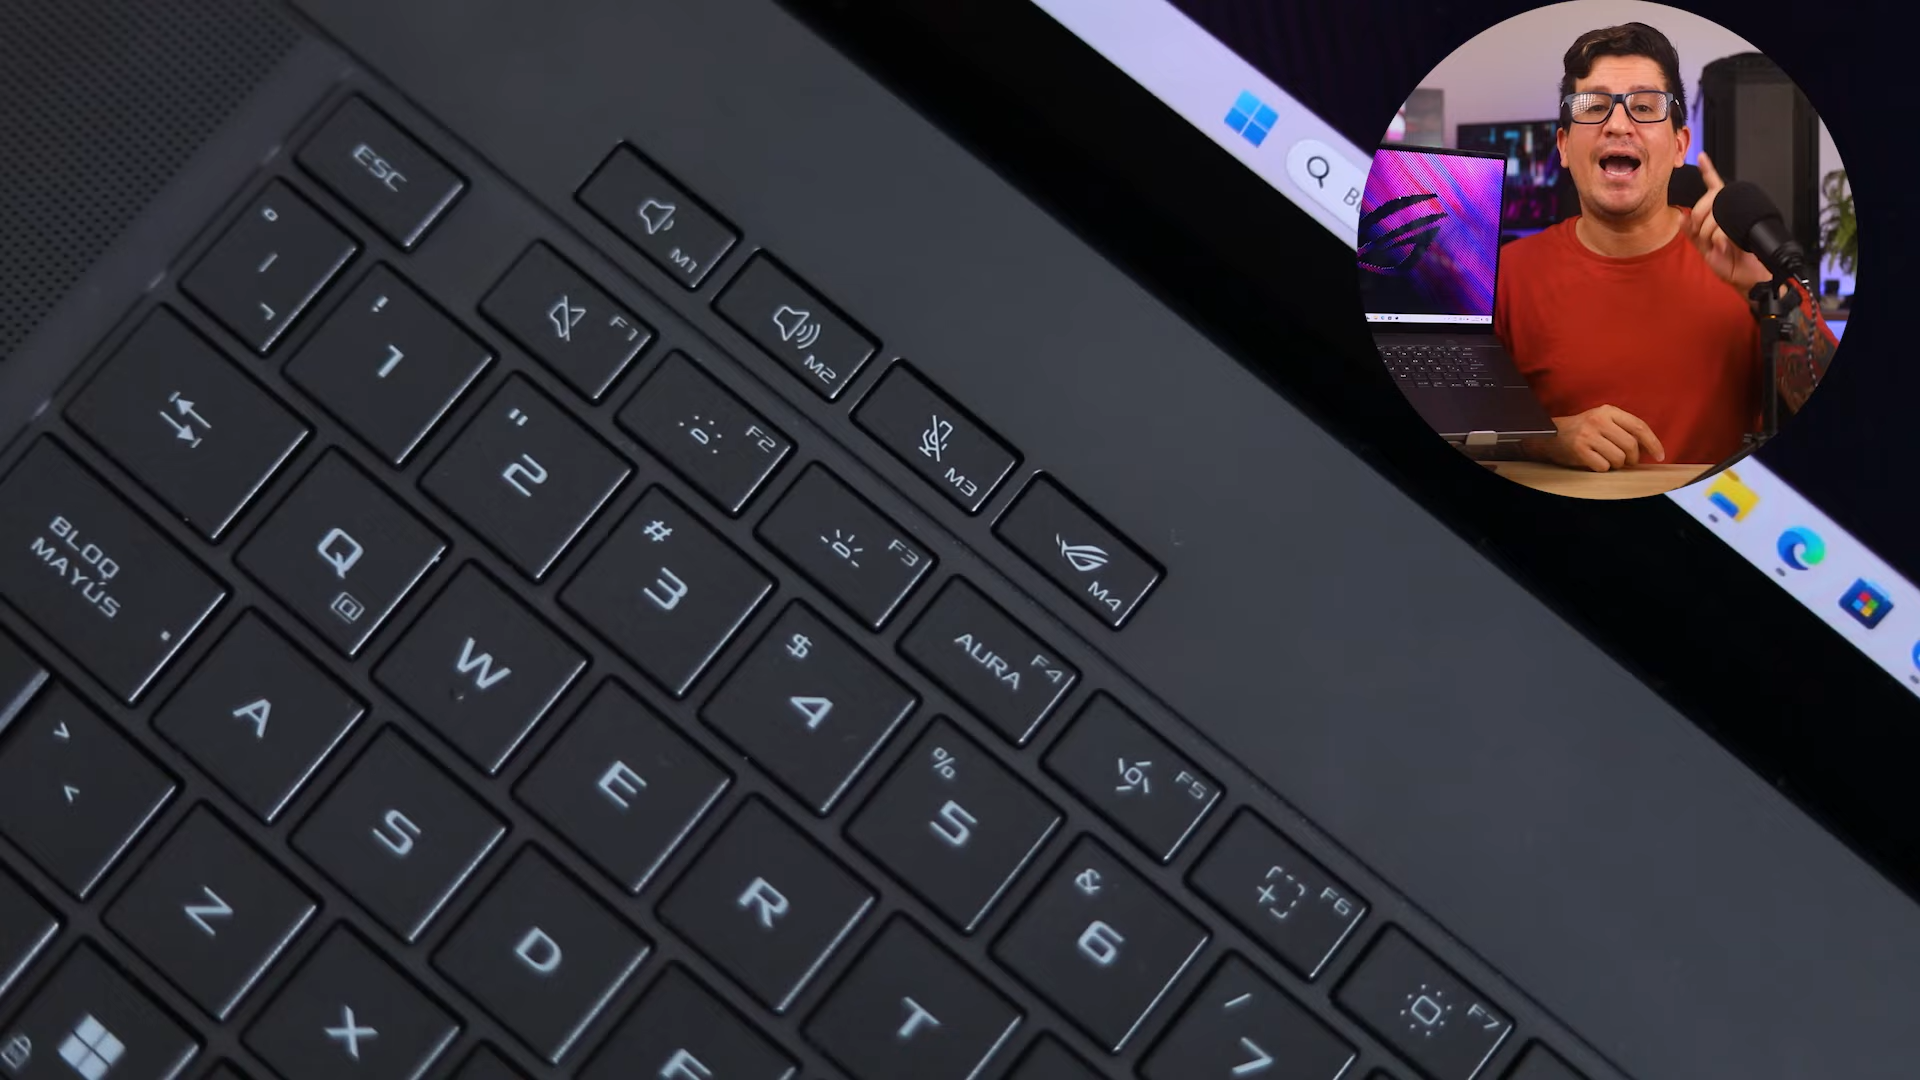 ESC
M1
M2
M3
M4
F1
F2
F3
AURA F4
F5
F6
F7
°
|
¬
!
1
"
2
#
3
$
4
%
5
&
6
/
7
Q
@
W
E
R
T
BLOQ
MAYÚS
A
S
D
F
>
<
Z
X